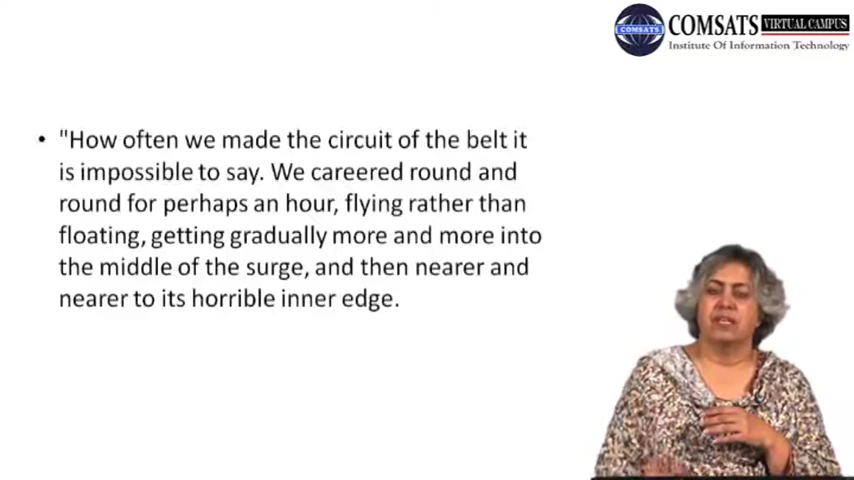 COMSATS
COMSATS VIRTUAL CAMPUS
Institute Of Information Technology
• "How often we made the circuit of the belt it
is impossible to say. We careered round and
round for perhaps an hour, flying rather than
floating, getting gradually more and more into
the middle of the surge, and then nearer and
nearer to its horrible inner edge.